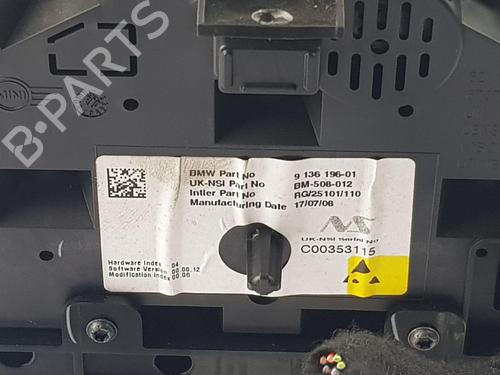 B-PARTS
MINI
BMW Part No 9 136 196-01
UK-NSI Part No BM-506-012
Intier Part No RG/25101/110
Manufacturing Date 17/07/08
UK-NSI Serial No
C00353115
Hardware Index 04
Software Version 00.00.12
Modification Index 00.00